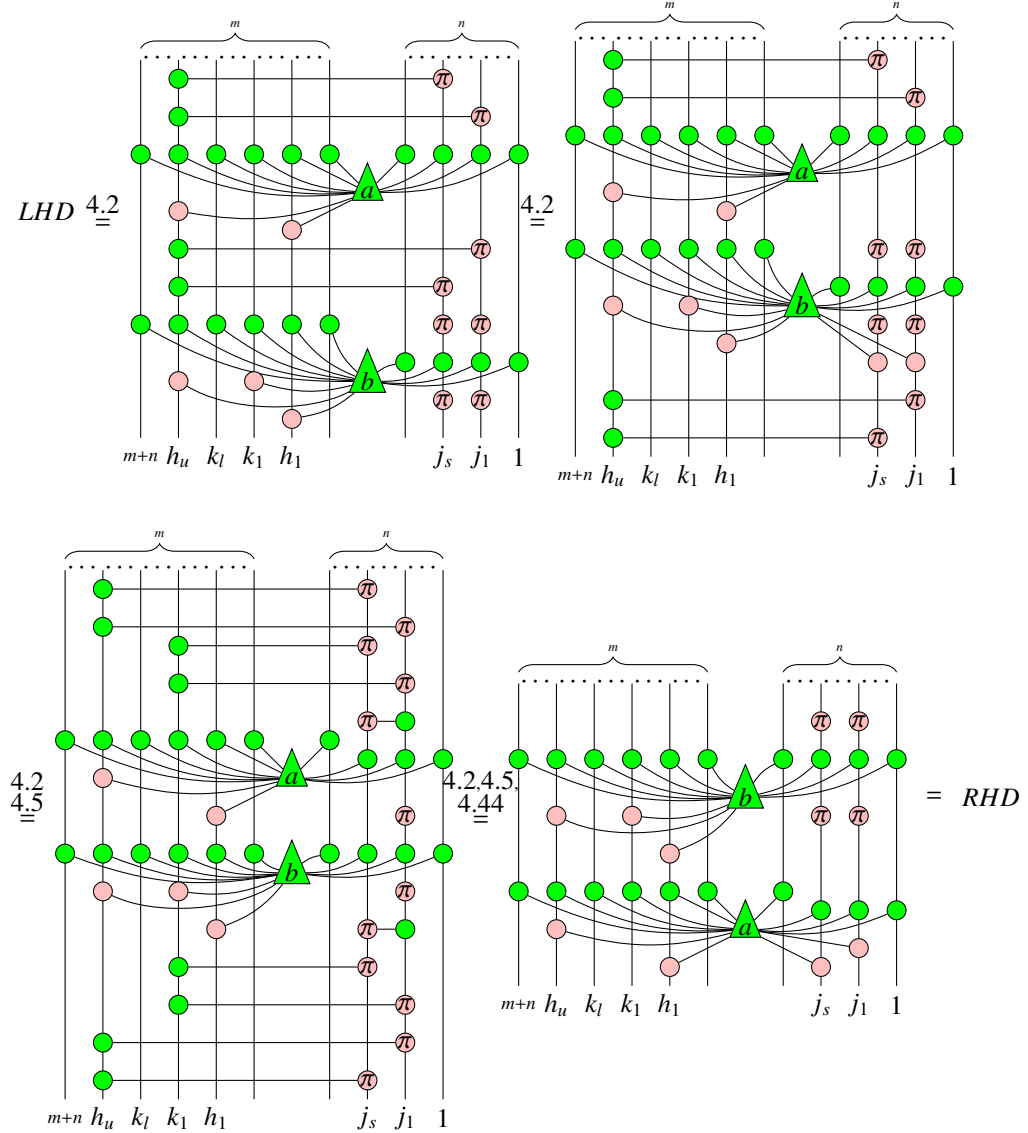 m n m n
π π
π π
a a
LHD 4.2 = 4.2 =
π π π
π b
π π π π
b π
π π π
m+n h_u k_l k_1 h_1 j_s j_1 1 m+n h_u k_l k_1 h_1 j_s j_1 1
m n
π
π
π m n
π
π π π
a b
4.2 4.5 = 4.2,4.5, 4.44 = = RHD
π π π
b
π a
π
π
π m+n h_u k_l k_1 h_1 j_s j_1 1
π
π
m+n h_u k_l k_1 h_1 j_s j_1 1